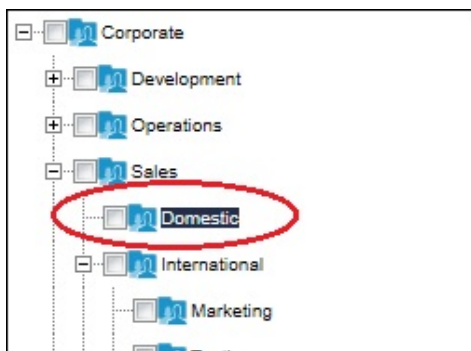 Corporate
Development
Operations
Sales
Domestic
International
Marketing